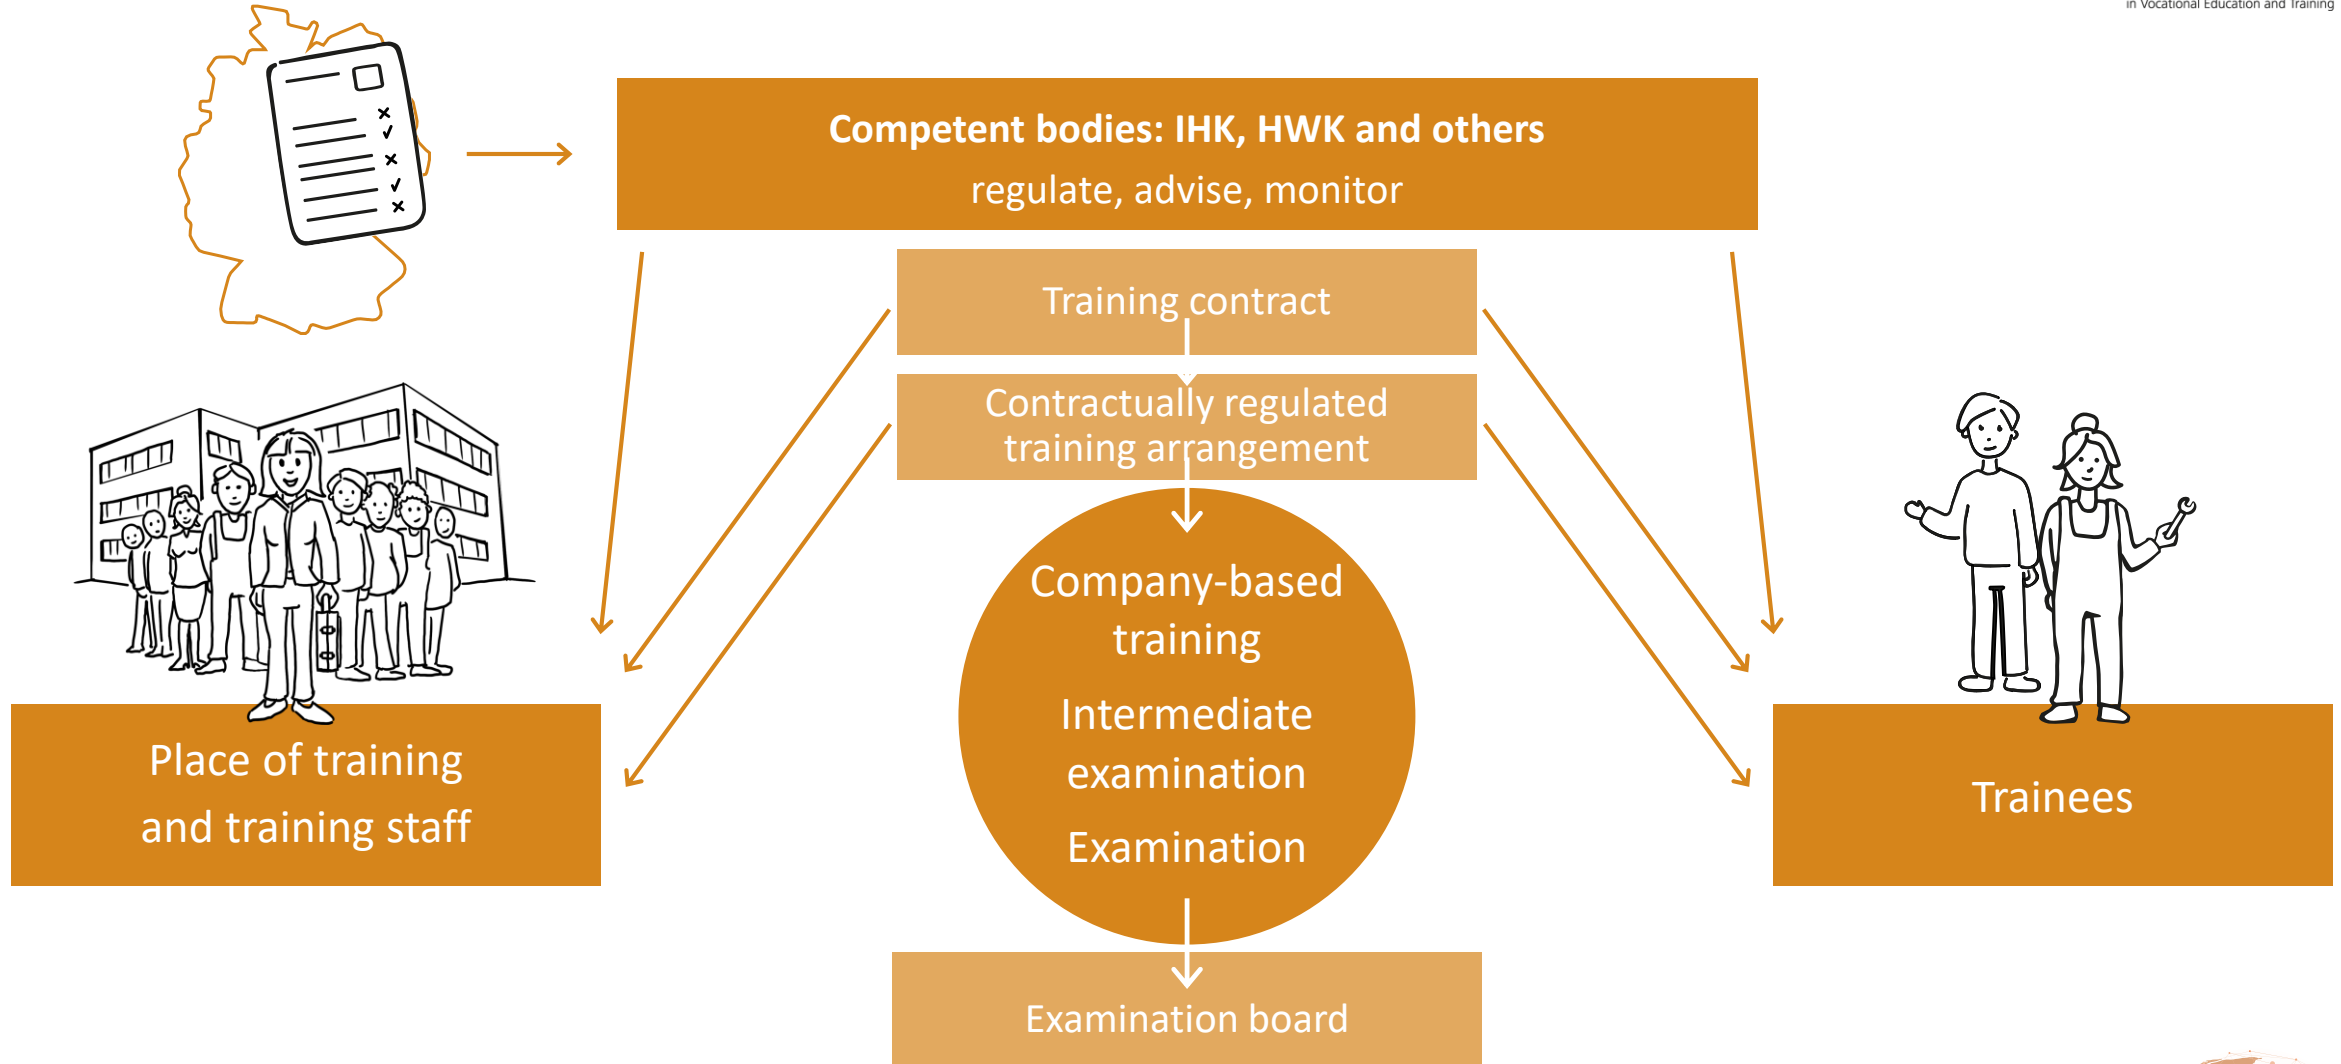 in Vocational Education and Training
Competent bodies: IHK, HWK and others
regulate, advise, monitor
Training contract
Contractually regulated
training arrangement
Company-based
training
Intermediate
examination
Examination
Place of training
and training staff
Trainees
Examination board